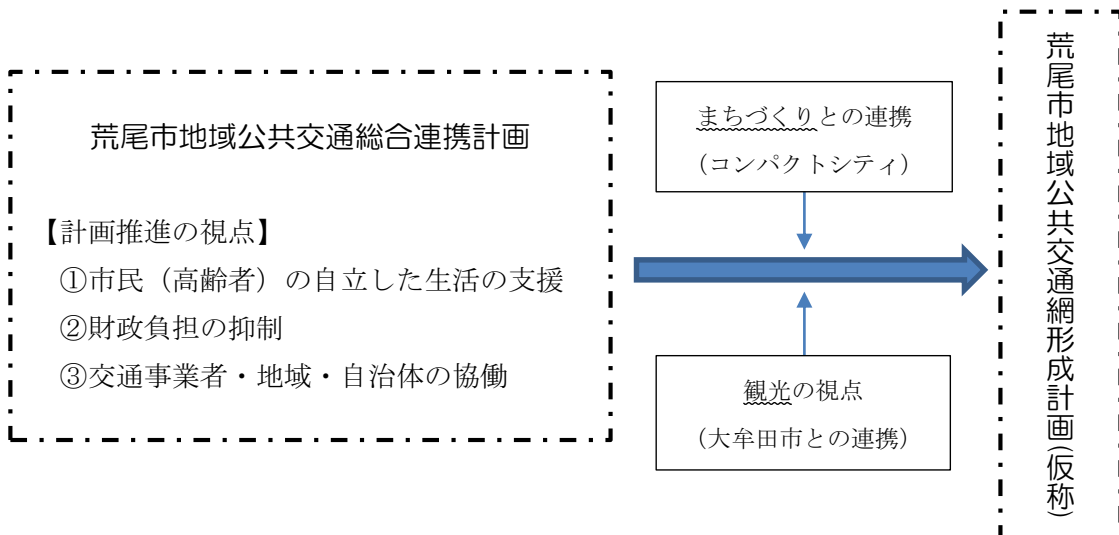 荒尾市地域公共交通総合連携計画
【計画推進の視点】
①市民（高齢者）の自立した生活の支援
②財政負担の抑制
③交通事業者・地域・自治体の協働
まちづくりとの連携
（コンパクトシティ）
観光の視点
（大牟田市との連携）
荒尾市地域公共交通網形成計画（仮称）